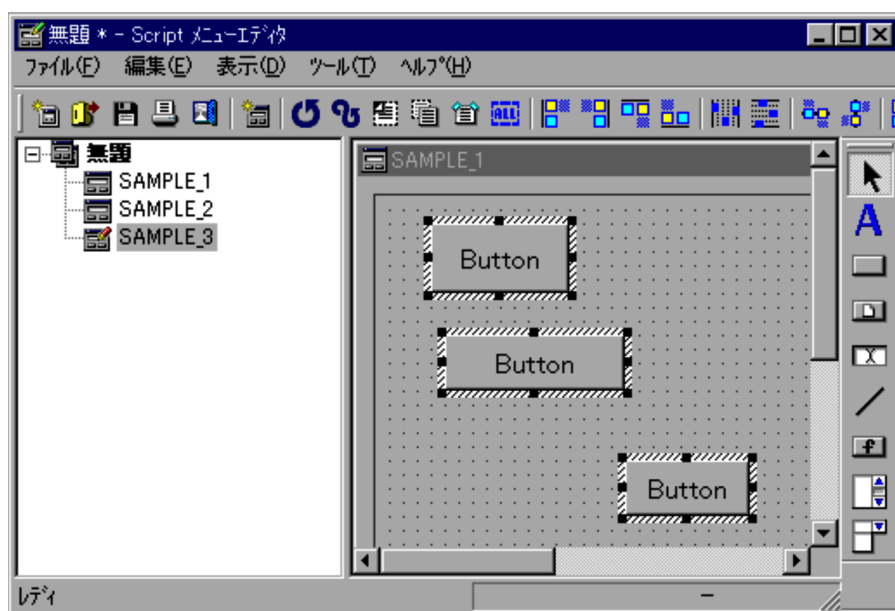 無題 * - Script ﾒﾆｭｰｴﾃﾞｨﾀ
ﾌｧｲﾙ(F) 編集(E) 表示(D) ﾂｰﾙ(T) ﾍﾙﾌﾟ(H)
ALL
無題
SAMPLE_1
SAMPLE_2
SAMPLE_3
SAMPLE_1
Button
Button
Button
A
f
ﾚﾃﾞｨ